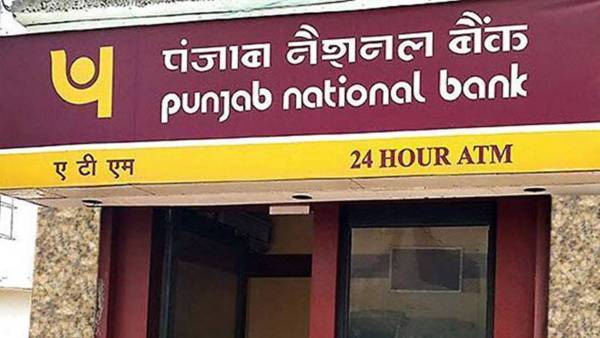 पंजाब नैशनल बैंक
punjab national bank
ए टी एम 24 HOUR ATM